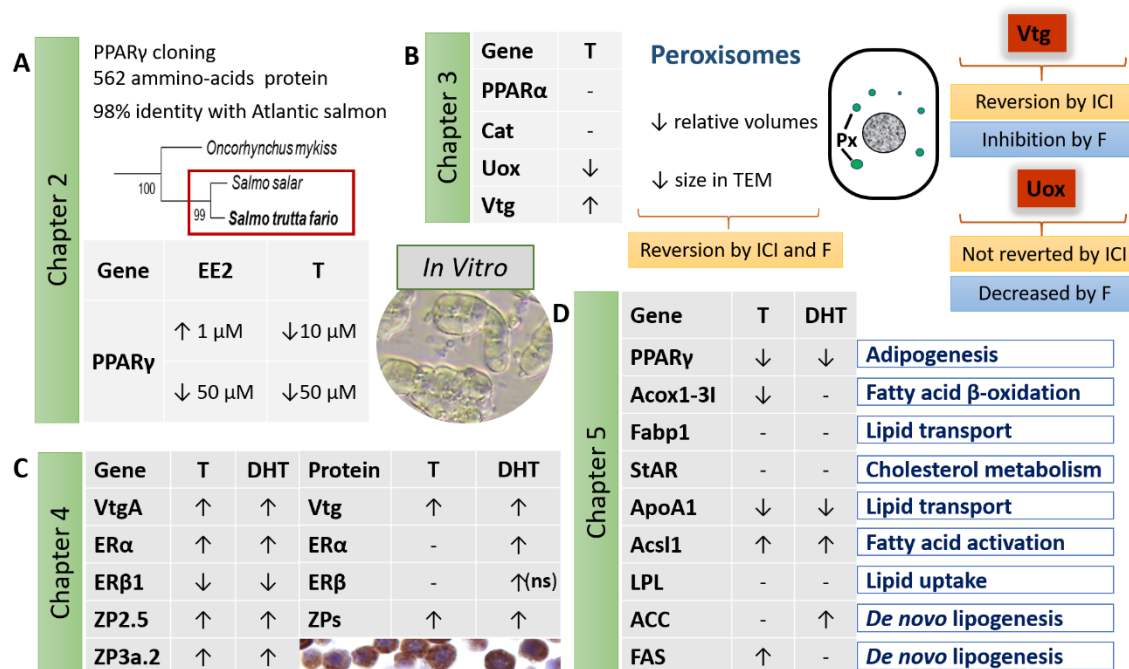 A
Chapter 2
PPARγ cloning
562 ammino-acids protein
98% identity with Atlantic salmon
Oncorhynchus mykiss
100
Salmo salar
99
Salmo trutta fario
Gene EE2 T
PPARγ
↑ 1 μM ↓10 μM
↓ 50 μM ↓50 μM
B
Chapter 3
Gene T
PPARα -
Cat -
Uox ↓
Vtg ↑
Peroxisomes
↓ relative volumes
↓ size in TEM
Reversion by ICI and F
Px
Vtg
Reversion by ICI
Inhibition by F
Uox
Not reverted by ICI
Decreased by F
In Vitro
C
Chapter 4
Gene T DHT Protein T DHT
VtgA ↑ ↑ Vtg ↑ ↑
ERα ↑ ↑ ERα - ↑
ERβ1 ↓ ↓ ERβ - ↑(ns)
ZP2.5 ↑ ↑ ZPs ↑ ↑
ZP3a.2 ↑ ↑
D
Chapter 5
Gene T DHT
PPARγ ↓ ↓ Adipogenesis
Acox1-3I ↓ - Fatty acid β-oxidation
Fabp1 - - Lipid transport
StAR - - Cholesterol metabolism
ApoA1 ↓ ↓ Lipid transport
Acsl1 ↑ ↑ Fatty acid activation
LPL - - Lipid uptake
ACC - ↑ De novo lipogenesis
FAS ↑ - De novo lipogenesis